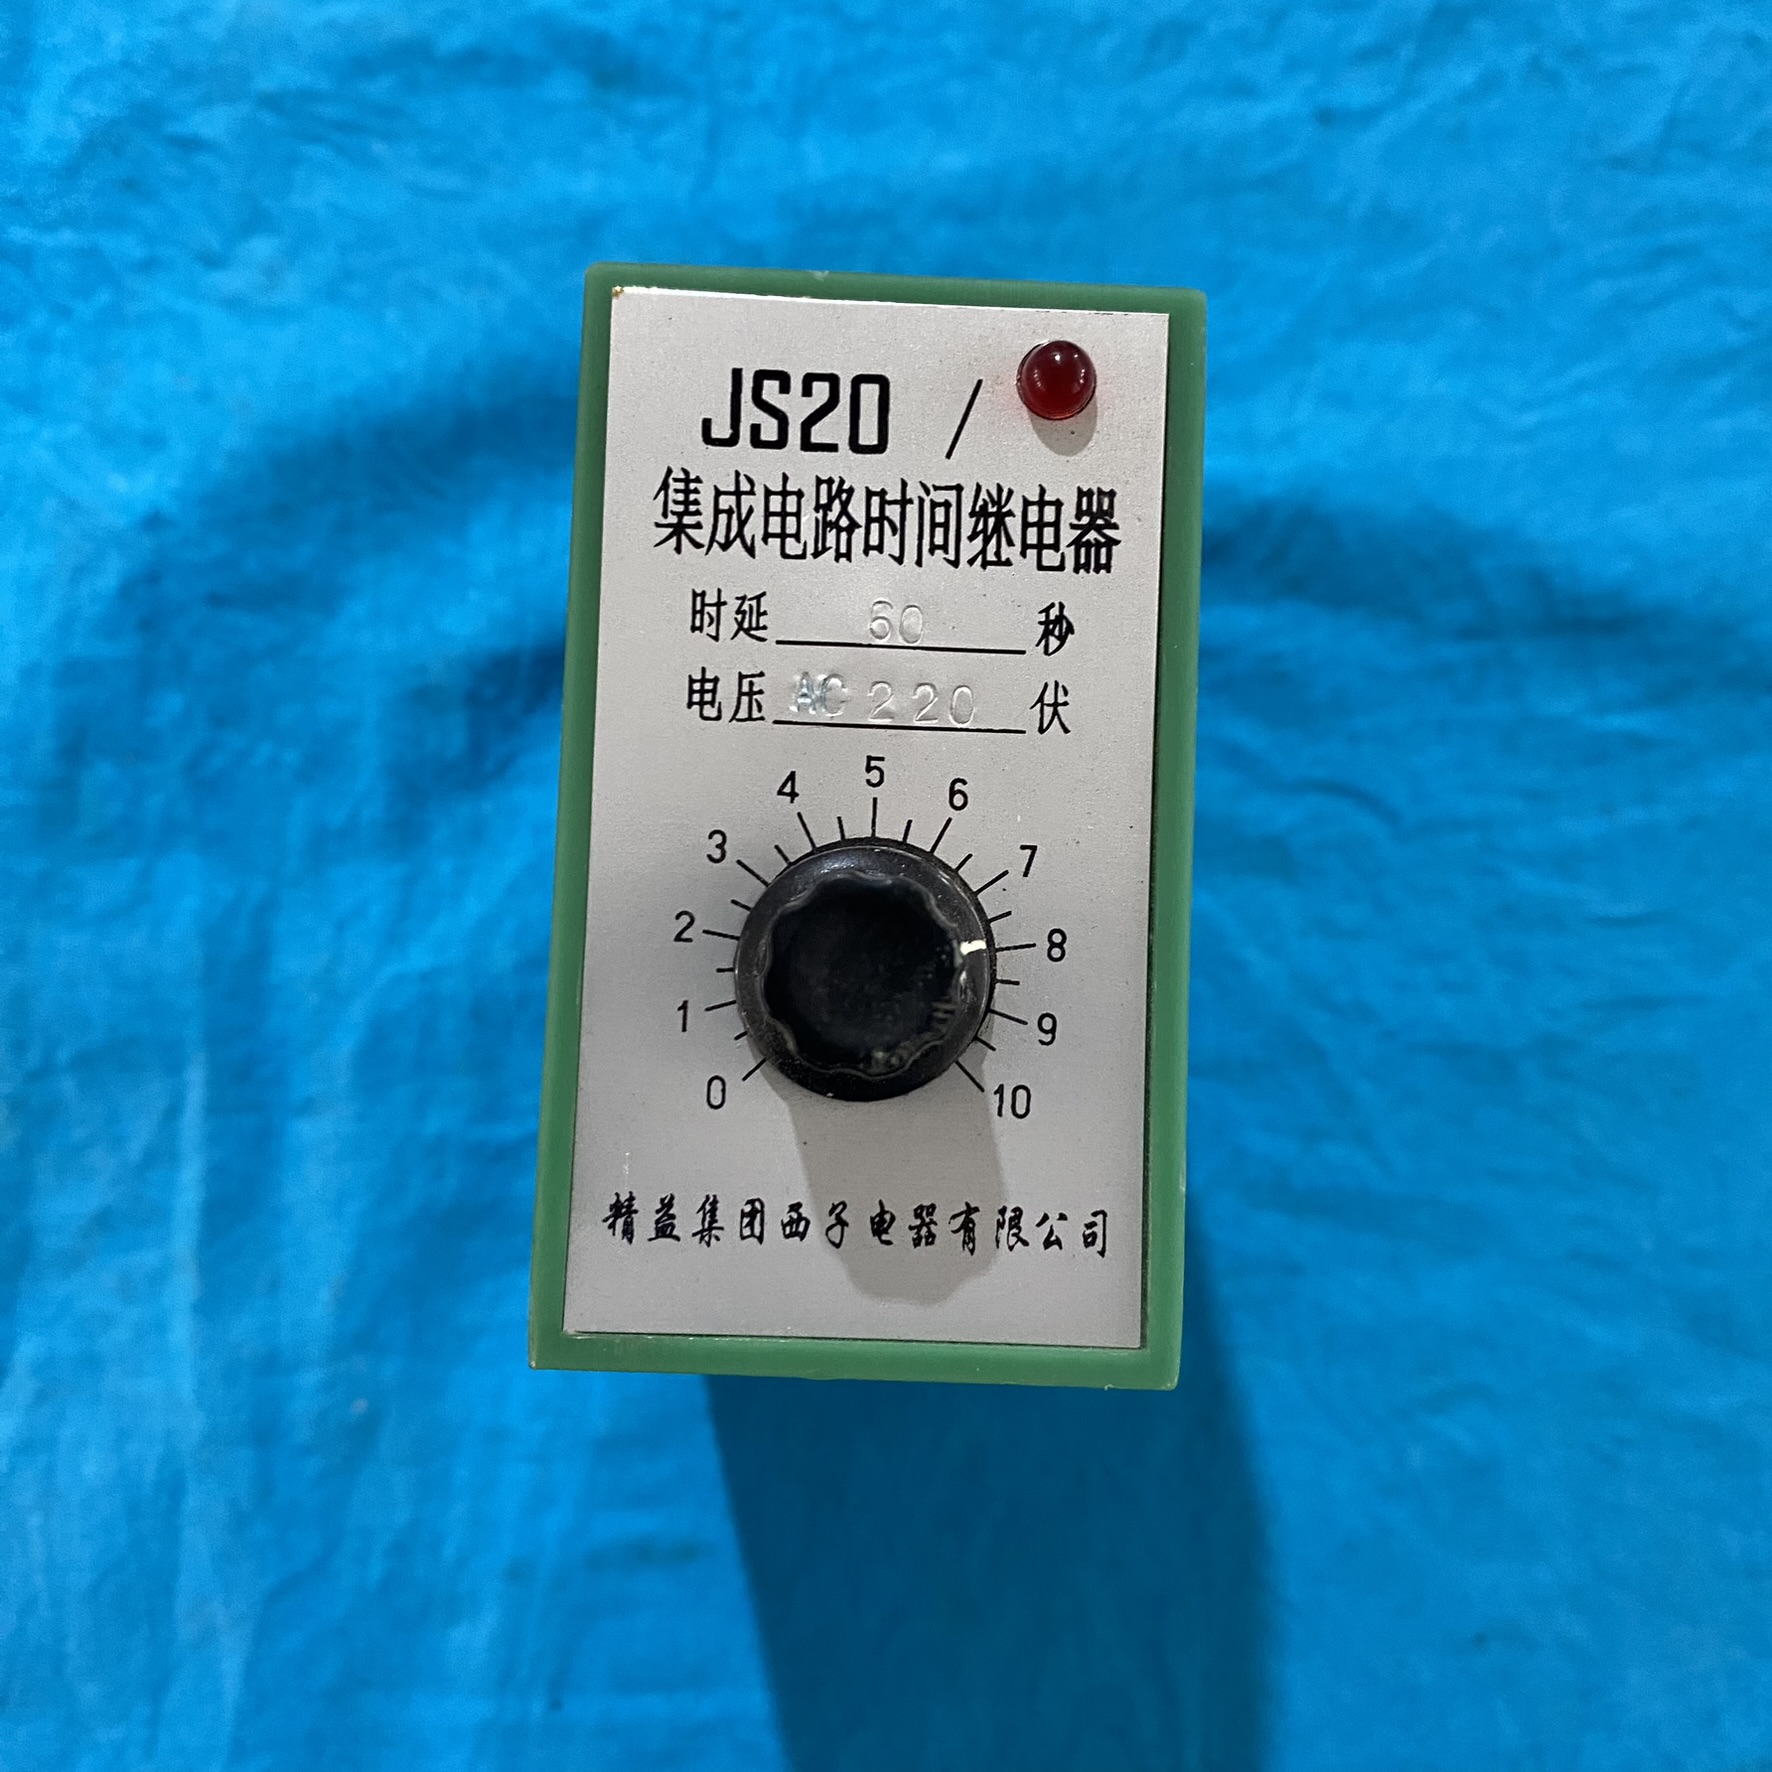 JS20 /
集成电路时间继电器
时延 60 秒
电压 AC 220 伏
5
4 6
3 7
2 8
1 9
0 10
精益集团西子电器有限公司